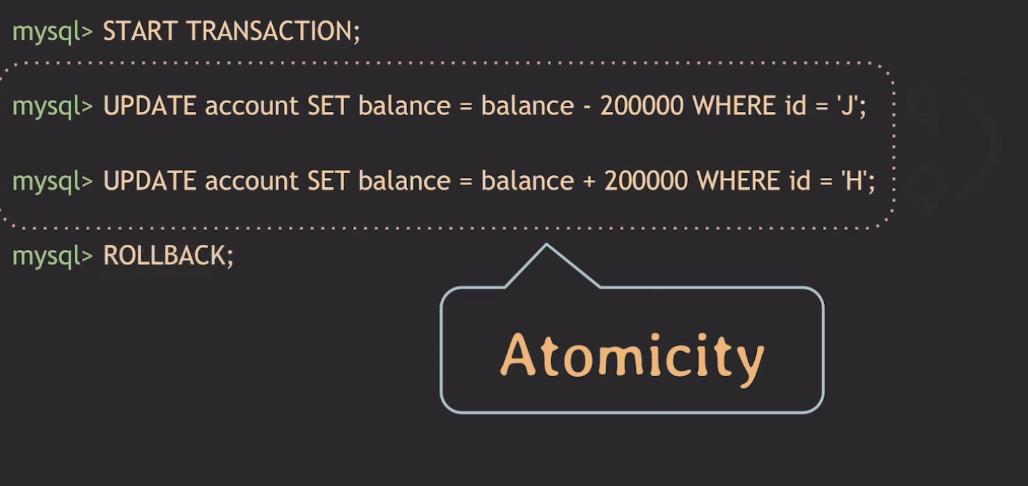 mysql> START TRANSACTION;
mysql> UPDATE account SET balance = balance - 200000 WHERE id = 'J';
mysql> UPDATE account SET balance = balance + 200000 WHERE id = 'H';
mysql> ROLLBACK;
Atomicity